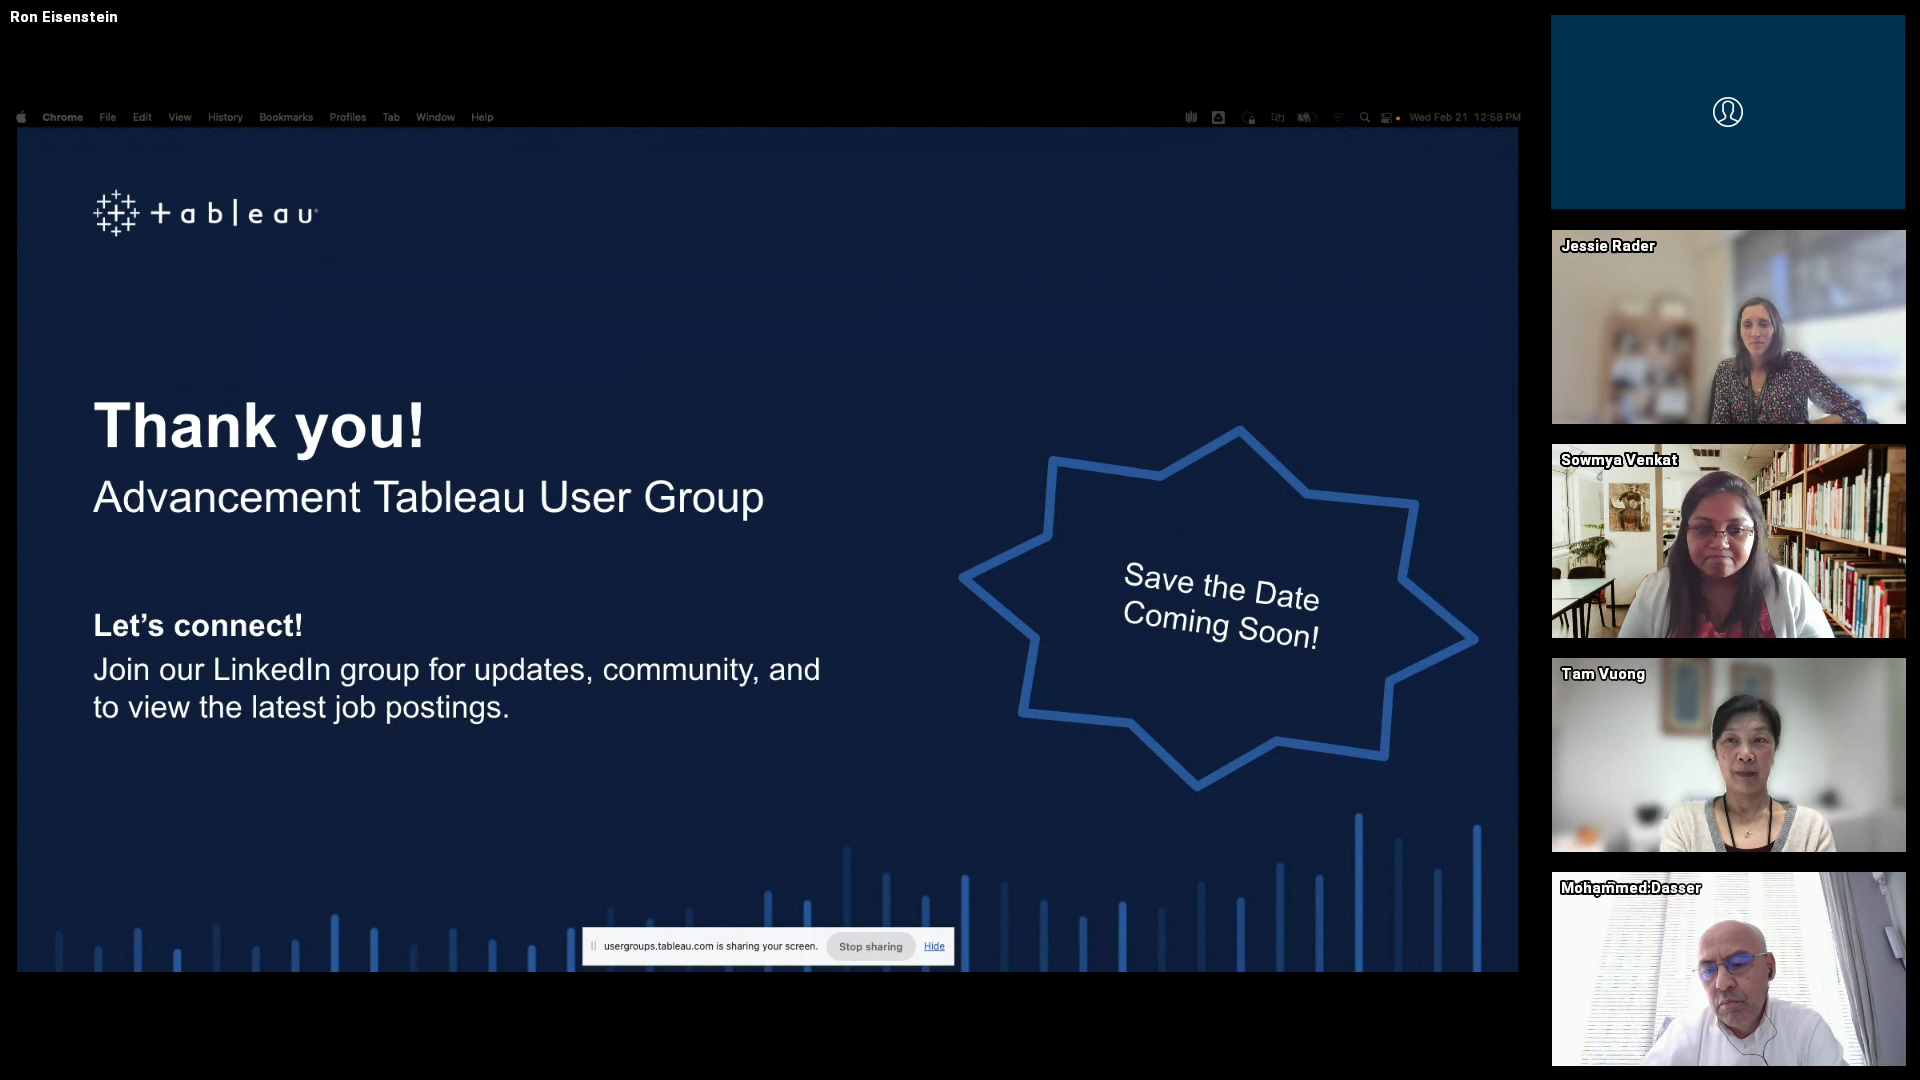 Ron Eisenstein
Chrome File Edit View History Bookmarks Profiles Tab Window Help
Wed Feb 21 12:58 PM
+ableau
Thank you!
Advancement Tableau User Group
Let’s connect!
Join our LinkedIn group for updates, community, and
to view the latest job postings.
Save the Date
Coming Soon!
usergroups.tableau.com is sharing your screen. Stop sharing Hide
Jessie Rader
Sowmya Venkat
Tam Vuong
Mohammed Dasser